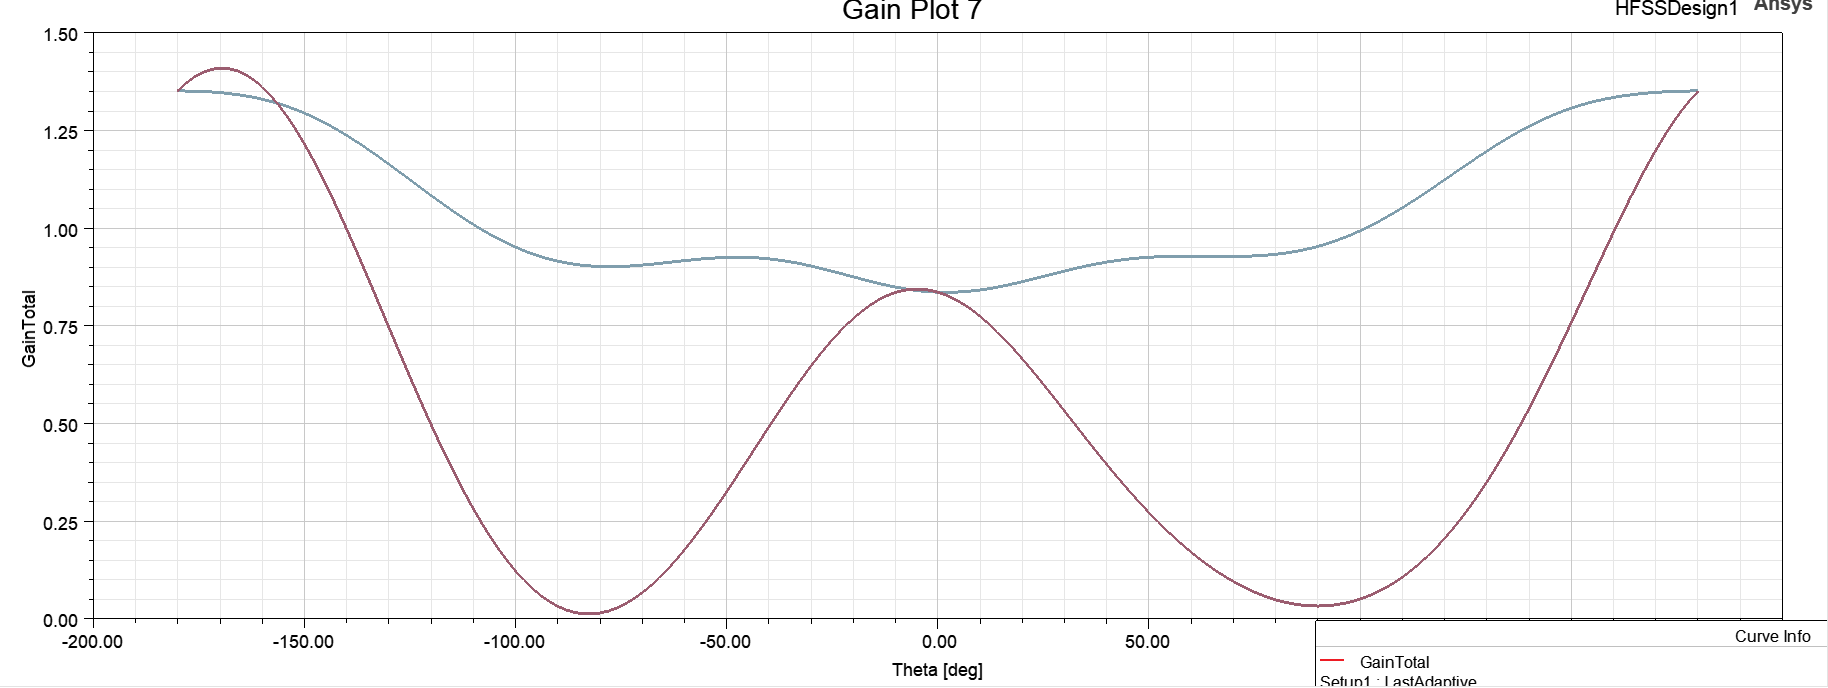 Gain Plot 7
HFSSDesign1 Ansys
1.50
1.25
1.00
0.75
0.50
0.25
0.00
GainTotal
-200.00 -150.00 -100.00 -50.00 0.00 50.00
Theta [deg]
Curve Info
GainTotal
Setup1 : LastAdaptive